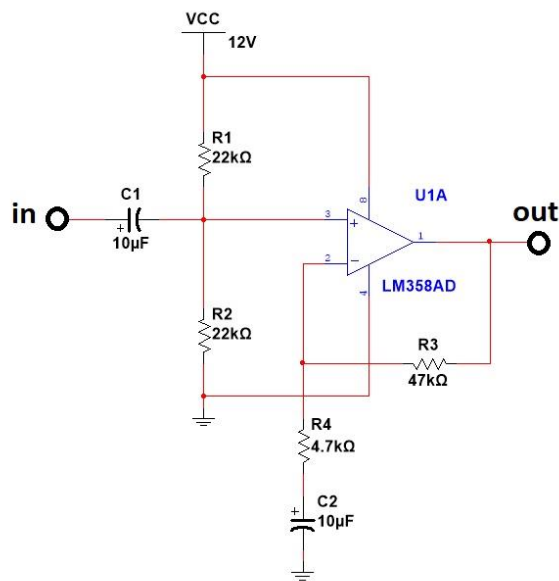 VCC
12V
R1
22kΩ
C1
+
10µF
in
3
+
8
U1A
1
out
2
−
4
LM358AD
R2
22kΩ
R3
47kΩ
R4
4.7kΩ
C2
+
10µF